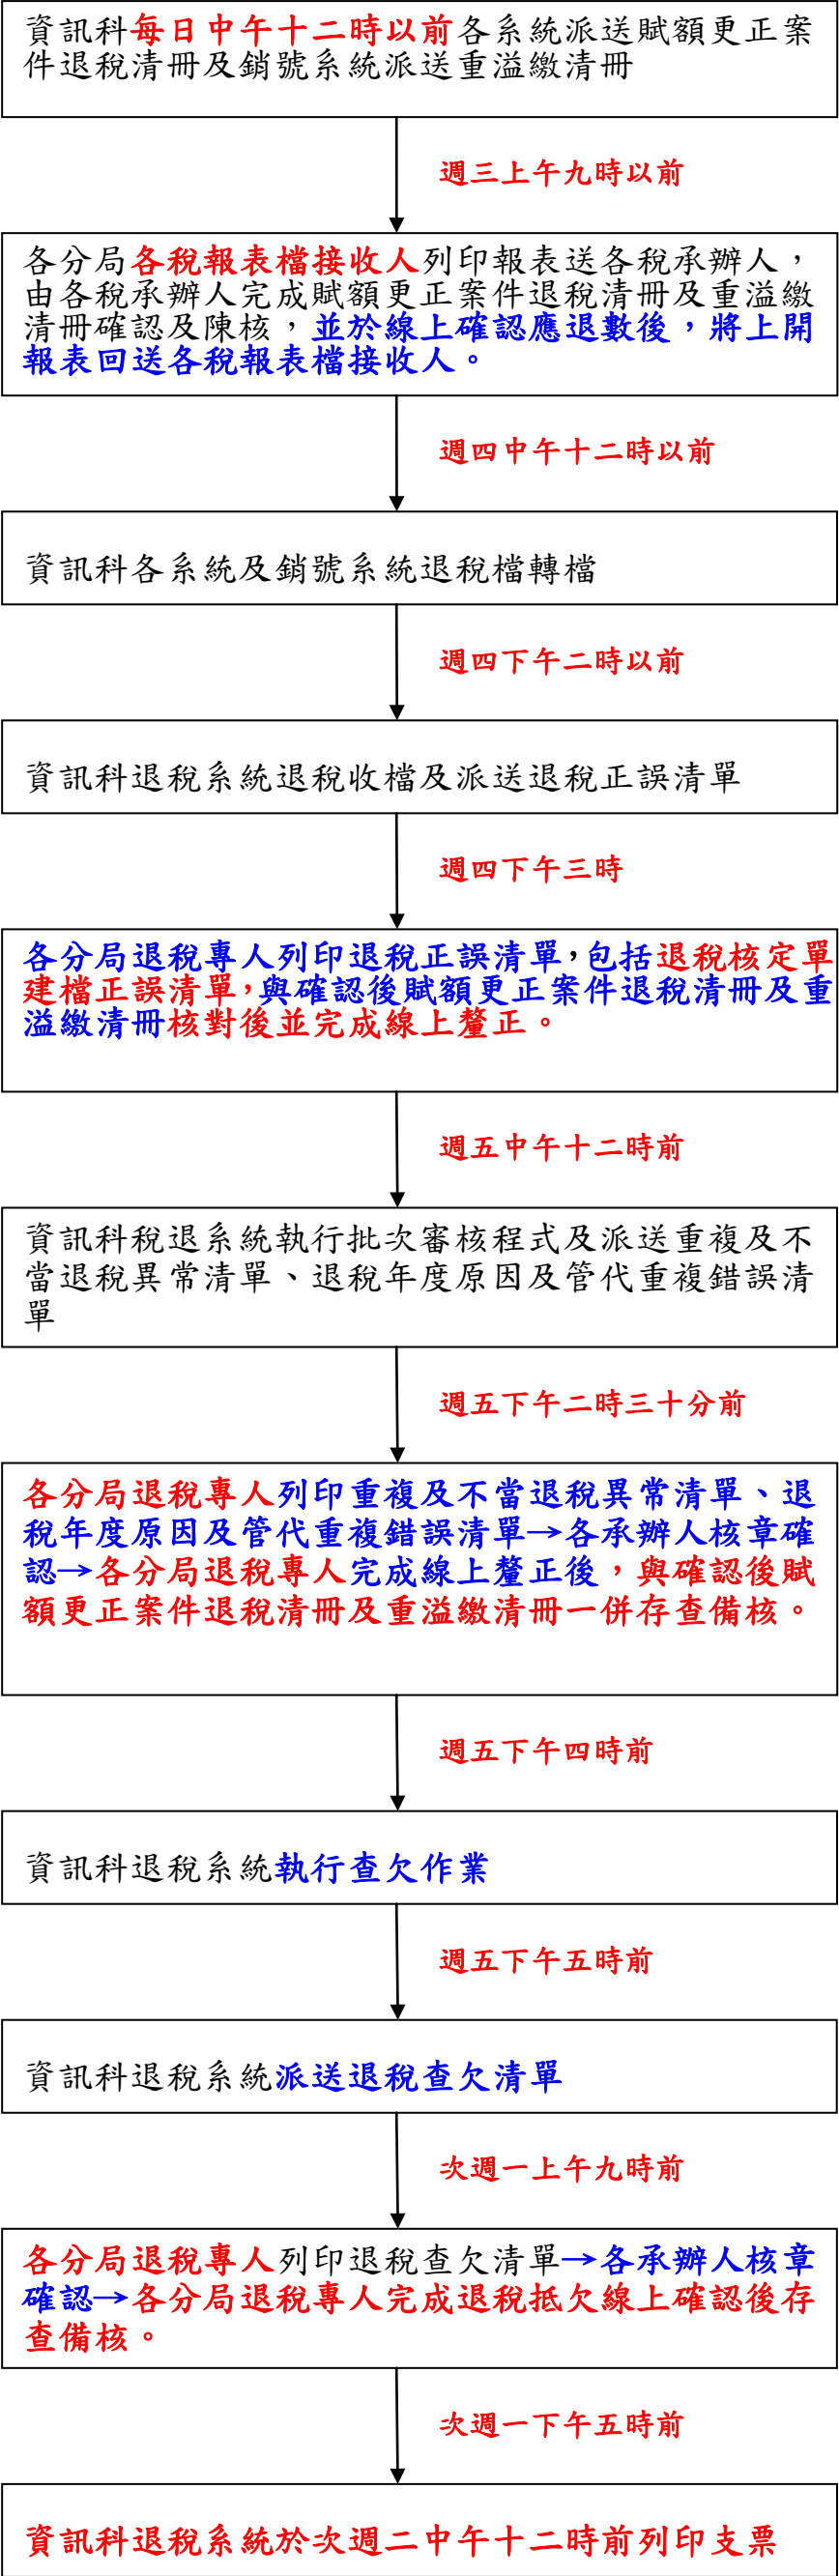 資訊科每日中午十二時以前各系統派送賦額更正案
件退稅清冊及銷號系統派送重溢繳清冊
週三上午九時以前
各分局各稅報表檔接收人列印報表送各稅承辦人，
由各稅承辦人完成賦額更正案件退稅清冊及重溢繳
清冊確認及陳核，並於線上確認應退數後，將上開
報表回送各稅報表檔接收人。
週四中午十二時以前
資訊科各系統及銷號系統退稅檔轉檔
週四下午二時以前
資訊科退稅系統退稅收檔及派送退稅正誤清單
週四下午三時
各分局退稅專人列印退稅正誤清單，包括退稅核定單
建檔正誤清單，與確認後賦額更正案件退稅清冊及重
溢繳清冊核對後並完成線上釐正。
週五中午十二時前
資訊科稅退系統執行批次審核程式及派送重複及不
當退稅異常清單、退稅年度原因及管代重複錯誤清
單
週五下午二時三十分前
各分局退稅專人列印重複及不當退稅異常清單、退
稅年度原因及管代重複錯誤清單→各承辦人核章確
認→各分局退稅專人完成線上釐正後，與確認後賦
額更正案件退稅清冊及重溢繳清冊一併存查備核。
週五下午四時前
資訊科退稅系統執行查欠作業
週五下午五時前
資訊科退稅系統派送退稅查欠清單
次週一上午九時前
各分局退稅專人列印退稅查欠清單→各承辦人核章
確認→各分局退稅專人完成退稅抵欠線上確認後存
查備核。
次週一下午五時前
資訊科退稅系統於次週二中午十二時前列印支票